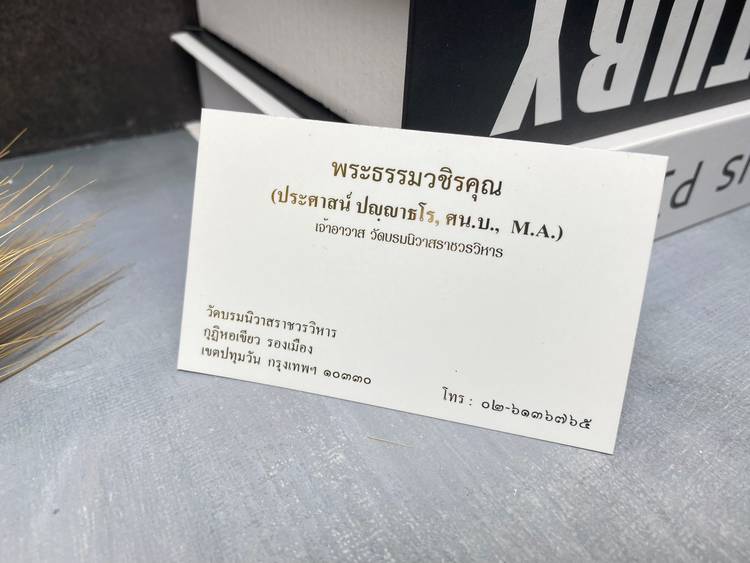 TURY
พระธรรมวชิรคุณ
(ประศาสน์ ปญฺญาธโร, ศน.บ., M.A.)
เจ้าอาวาส วัดบรมนิวาสราชวรวิหาร
วัดบรมนิวาสราชวรวิหาร
กุฏิหอเขียว รองเมือง
เขตปทุมวัน กรุงเทพฯ ๑๐๓๓๐
โทร : ๐๒-๖๑๓๖๗๖๕